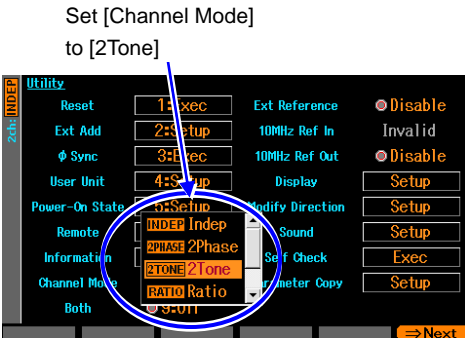 Set [Channel Mode]
to [2Tone]
2ch: INDEP
Utility
Reset 1:Exec Ext Reference Disable
Ext Add 2:Setup 10MHz Ref In Invalid
ϕ Sync 3:Exec 10MHz Ref Out Disable
User Unit 4:Setup Display Setup
Power-On State 5:Setup Modify Direction Setup
Remote Sound Setup
Information Self Check Exec
Channel Mode Parameter Copy Setup
Both 9:Off
INDEP Indep
2PHASE 2Phase
2TONE 2Tone
RATIO Ratio
⇒Next